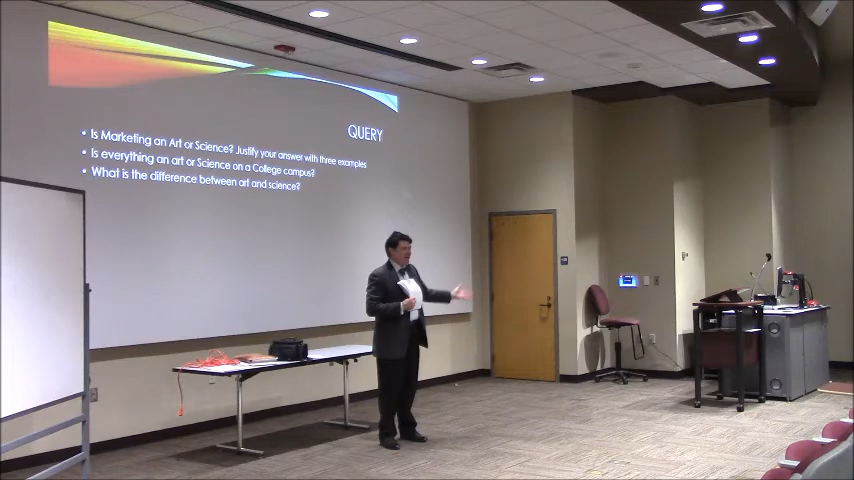 QUERY
• Is Marketing an Art or Science? Justify your answer with three examples
• Is everything an art or Science on a College campus?
• What is the difference between art and science?